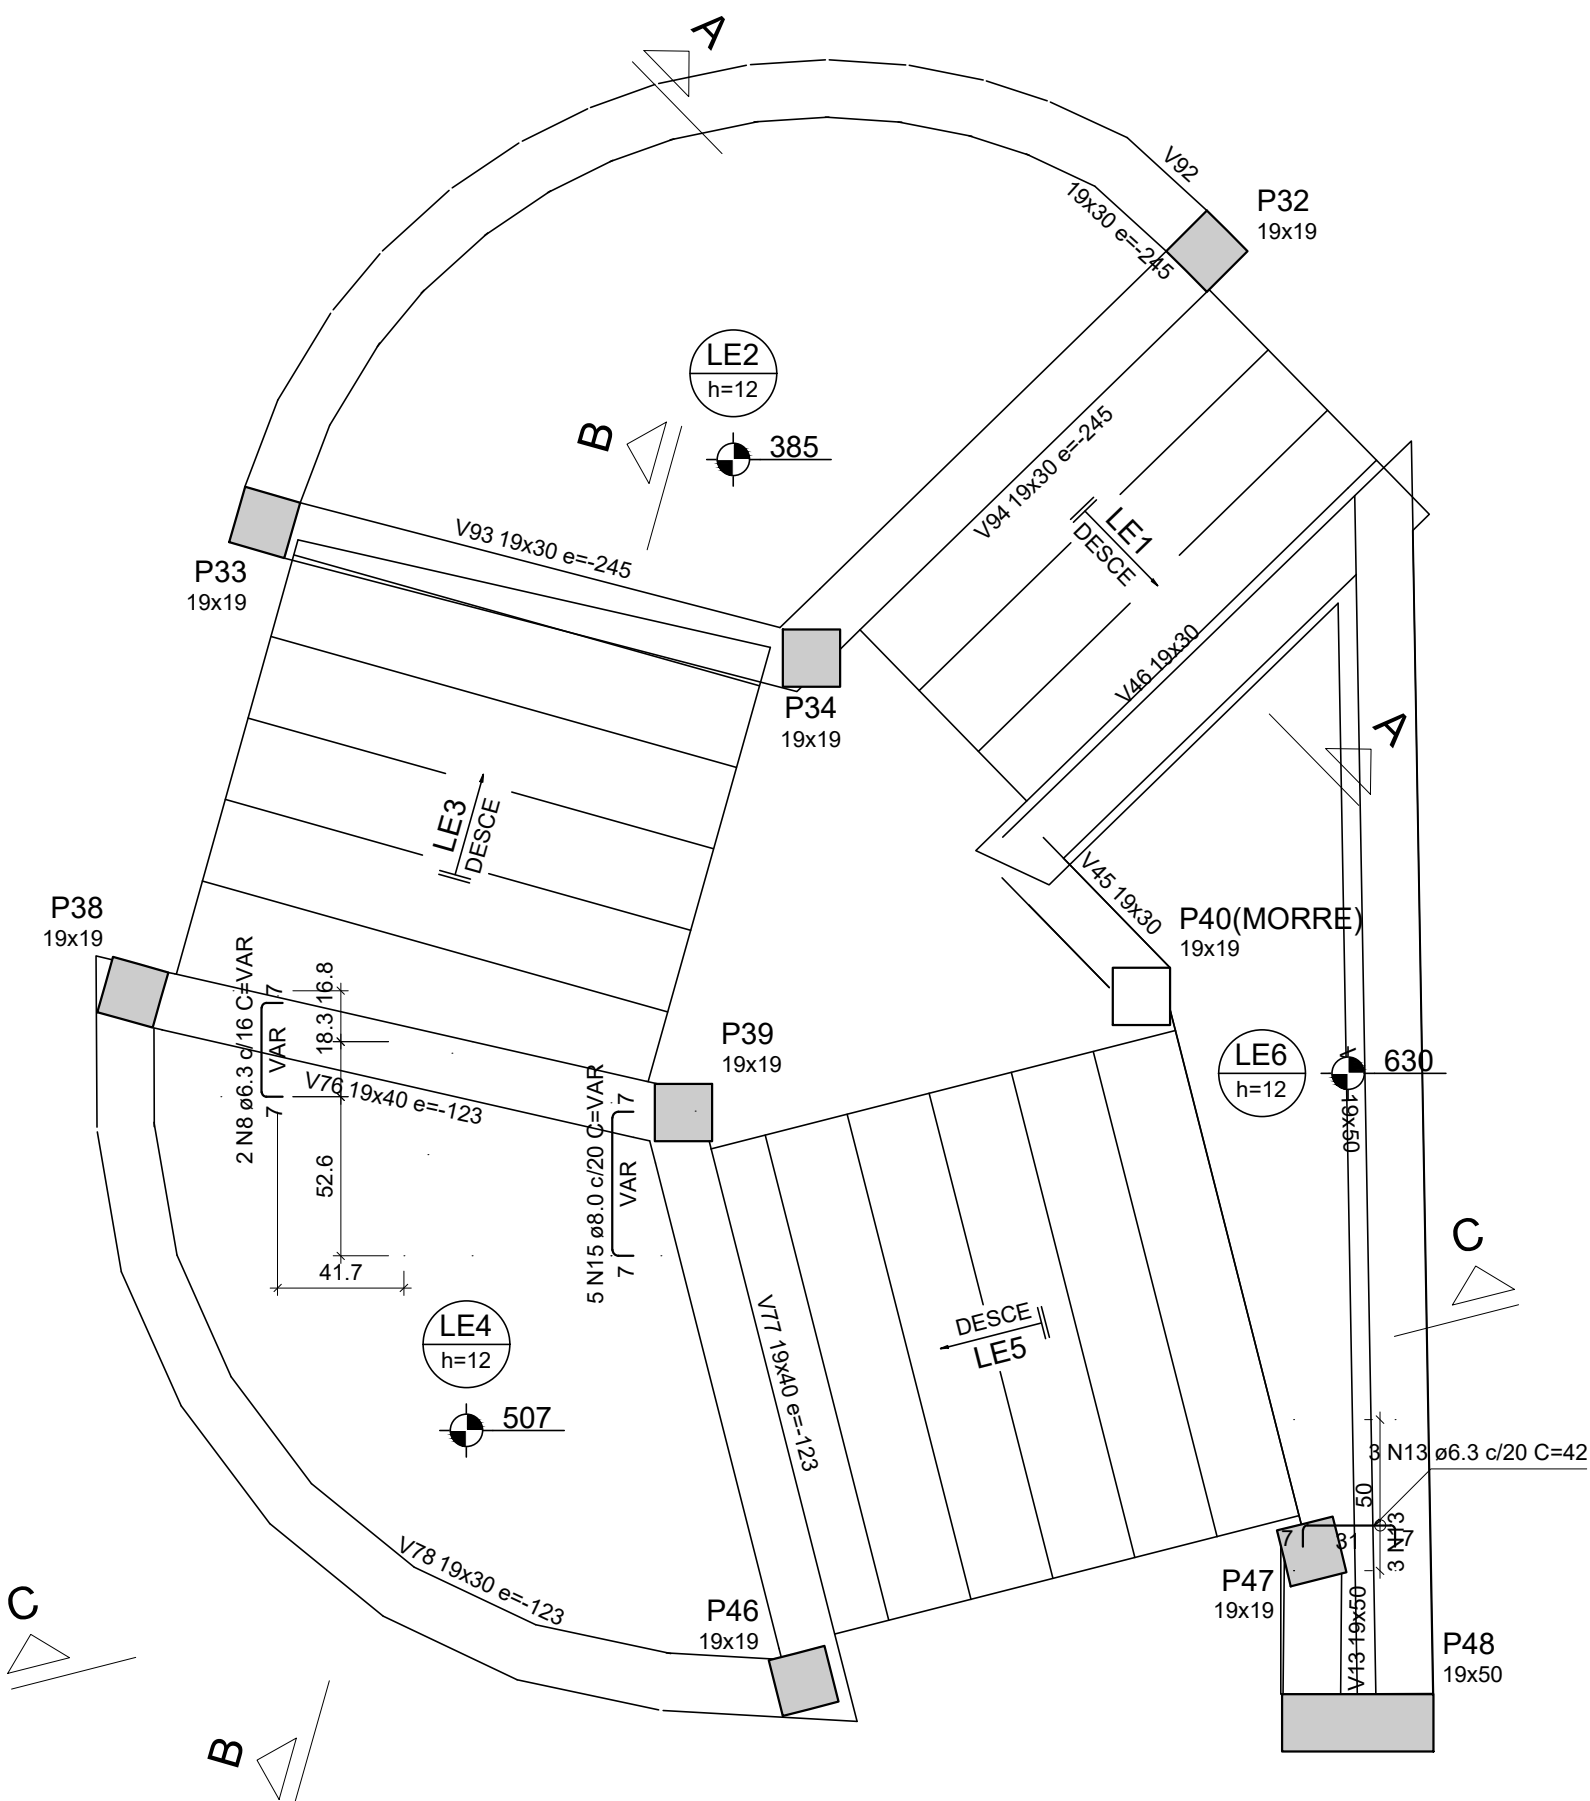 A
V92
19x30 e=-245
P32
19x19
LE2
h=12
385
B
V94 19x30 e=-245
LE1
DESCE
V93 19x30 e=-245
P33
19x19
P34
19x19
V46 19x30
A
LE3
DESCE
V45 19x30
P40(MORRE)
19x19
P38
19x19
2 N8 ø6.3 c/16 C=VAR
7
VAR
7
16.8
18.3
52.6
41.7
V76 19x40 e=-123
P39
19x19
5 N15 ø8.0 c/20 C=VAR
7
VAR
7
LE6
h=12
630
19x50
C
LE4
h=12
507
V77 19x40 e=-123
DESCE
LE5
3 N13 ø6.3 c/20 C=42
50
3 N13
7
31
7
V78 19x30 e=-123
P47
19x19
V13 19x50
P46
19x19
P48
19x50
C
B